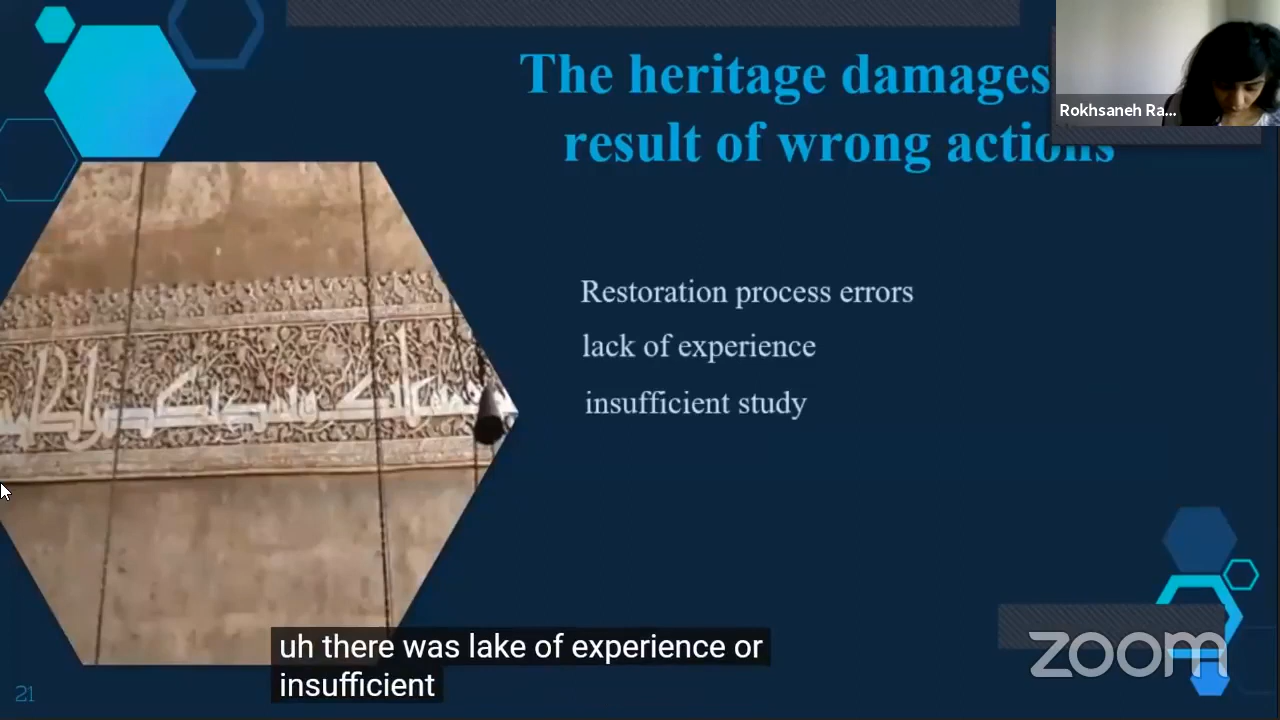 The heritage damages
result of wrong actions
Rokhsaneh Ra...
Restoration process errors
lack of experience
insufficient study
uh there was lake of experience or
insufficient
zoom
21